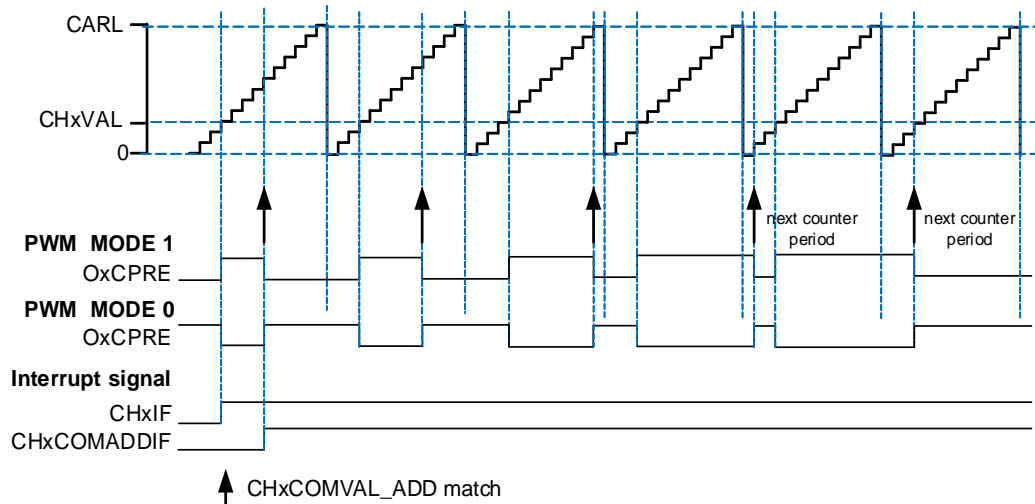 CARL
CHxVAL
0
next counter
period
next counter
period
PWM MODE 1
OxCPRE
PWM MODE 0
OxCPRE
Interrupt signal
CHxIF
CHxCOMADDIF
CHxCOMVAL_ADD match